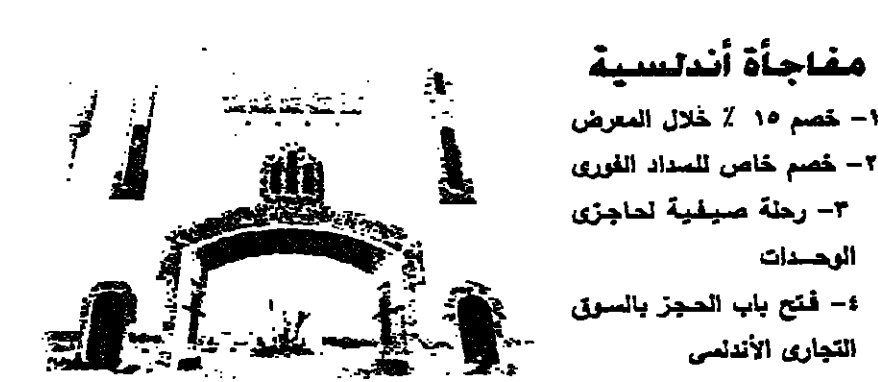 مفاجأة أندلسية
١- خصم ١٥ ٪ خلال المعرض
٢- خصم خاص للسداد الفورى
٣- رحلة صيفية لحاجزى
الوحدات
٤- فتح باب الحجز بالسوق
التجارى الأندلسى